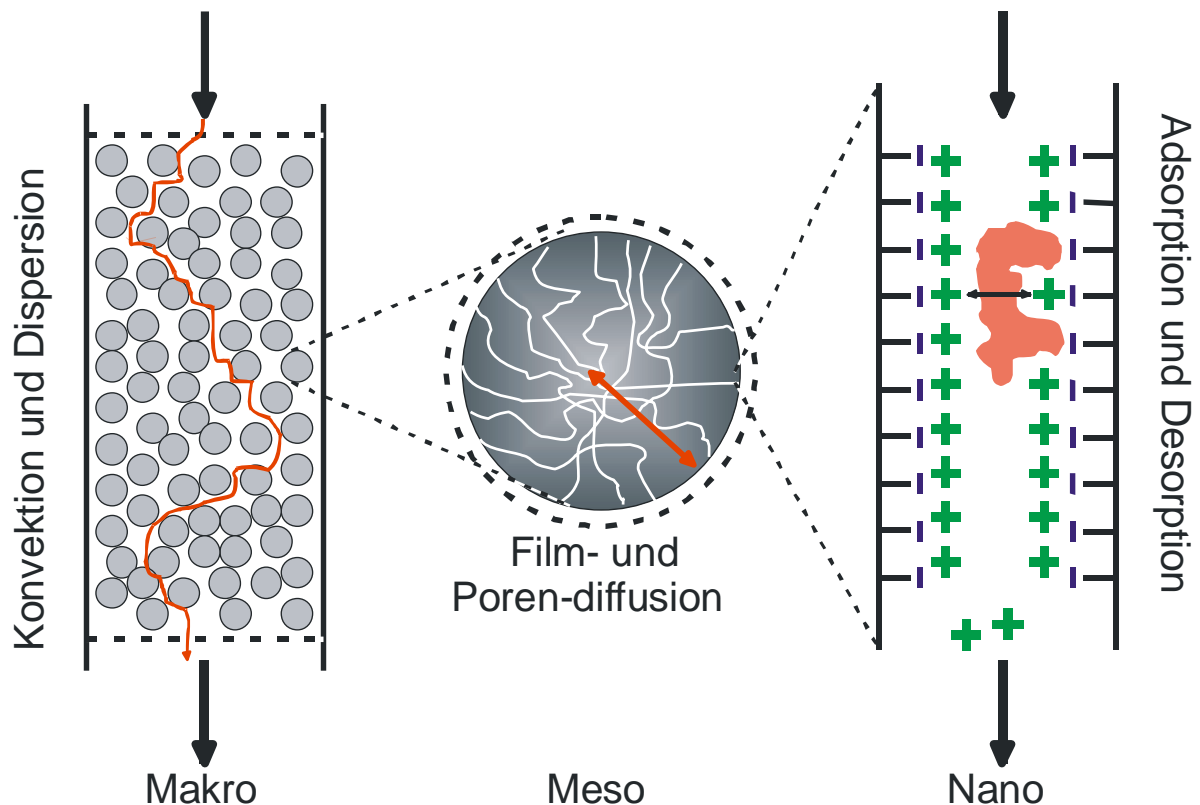 Konvektion und Dispersion
Film- und
Poren-diffusion
Adsorption und Desorption
Makro
Meso
Nano